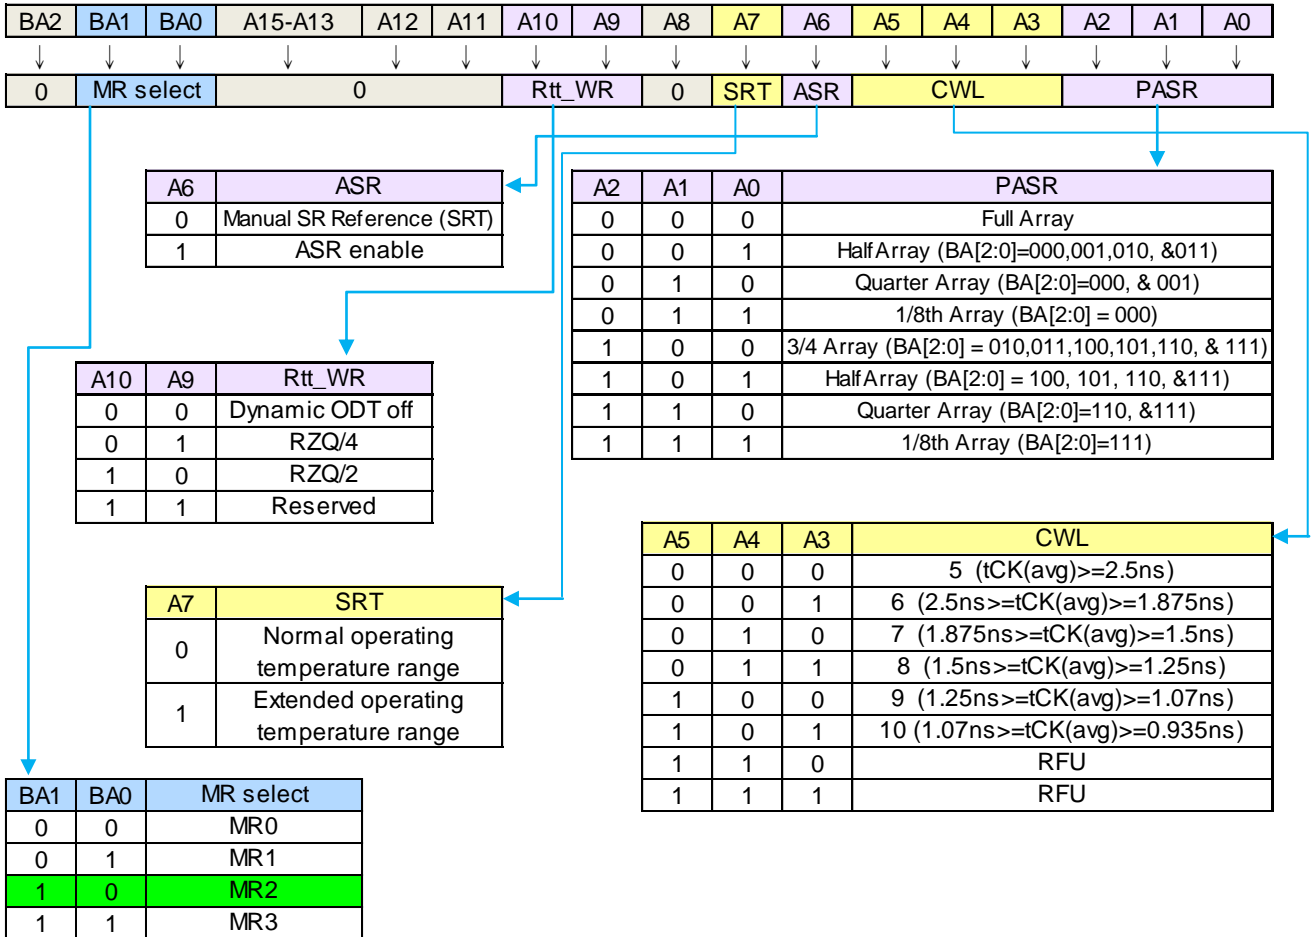 BA2 BA1 BA0 A15-A13 A12 A11 A10 A9 A8 A7 A6 A5 A4 A3 A2 A1 A0
0 MR select 0 Rtt_WR 0 SRT ASR CWL PASR
A6 ASR
0 Manual SR Reference (SRT)
1 ASR enable
A2 A1 A0 PASR
0 0 0 Full Array
0 0 1 Half Array (BA[2:0]=000,001,010, &011)
0 1 0 Quarter Array (BA[2:0]=000, & 001)
0 1 1 1/8th Array (BA[2:0] = 000)
1 0 0 3/4 Array (BA[2:0] = 010,011,100,101,110, & 111)
1 0 1 Half Array (BA[2:0] = 100, 101, 110, &111)
1 1 0 Quarter Array (BA[2:0]=110, &111)
1 1 1 1/8th Array (BA[2:0]=111)
A10 A9 Rtt_WR
0 0 Dynamic ODT off
0 1 RZQ/4
1 0 RZQ/2
1 1 Reserved
A5 A4 A3 CWL
0 0 0 5 (tCK(avg)>=2.5ns)
0 0 1 6 (2.5ns>=tCK(avg)>=1.875ns)
0 1 0 7 (1.875ns>=tCK(avg)>=1.5ns)
0 1 1 8 (1.5ns>=tCK(avg)>=1.25ns)
1 0 0 9 (1.25ns>=tCK(avg)>=1.07ns)
1 0 1 10 (1.07ns>=tCK(avg)>=0.935ns)
1 1 0 RFU
1 1 1 RFU
A7 SRT
0 Normal operating
temperature range
1 Extended operating
temperature range
BA1 BA0 MR select
0 0 MR0
0 1 MR1
1 0 MR2
1 1 MR3